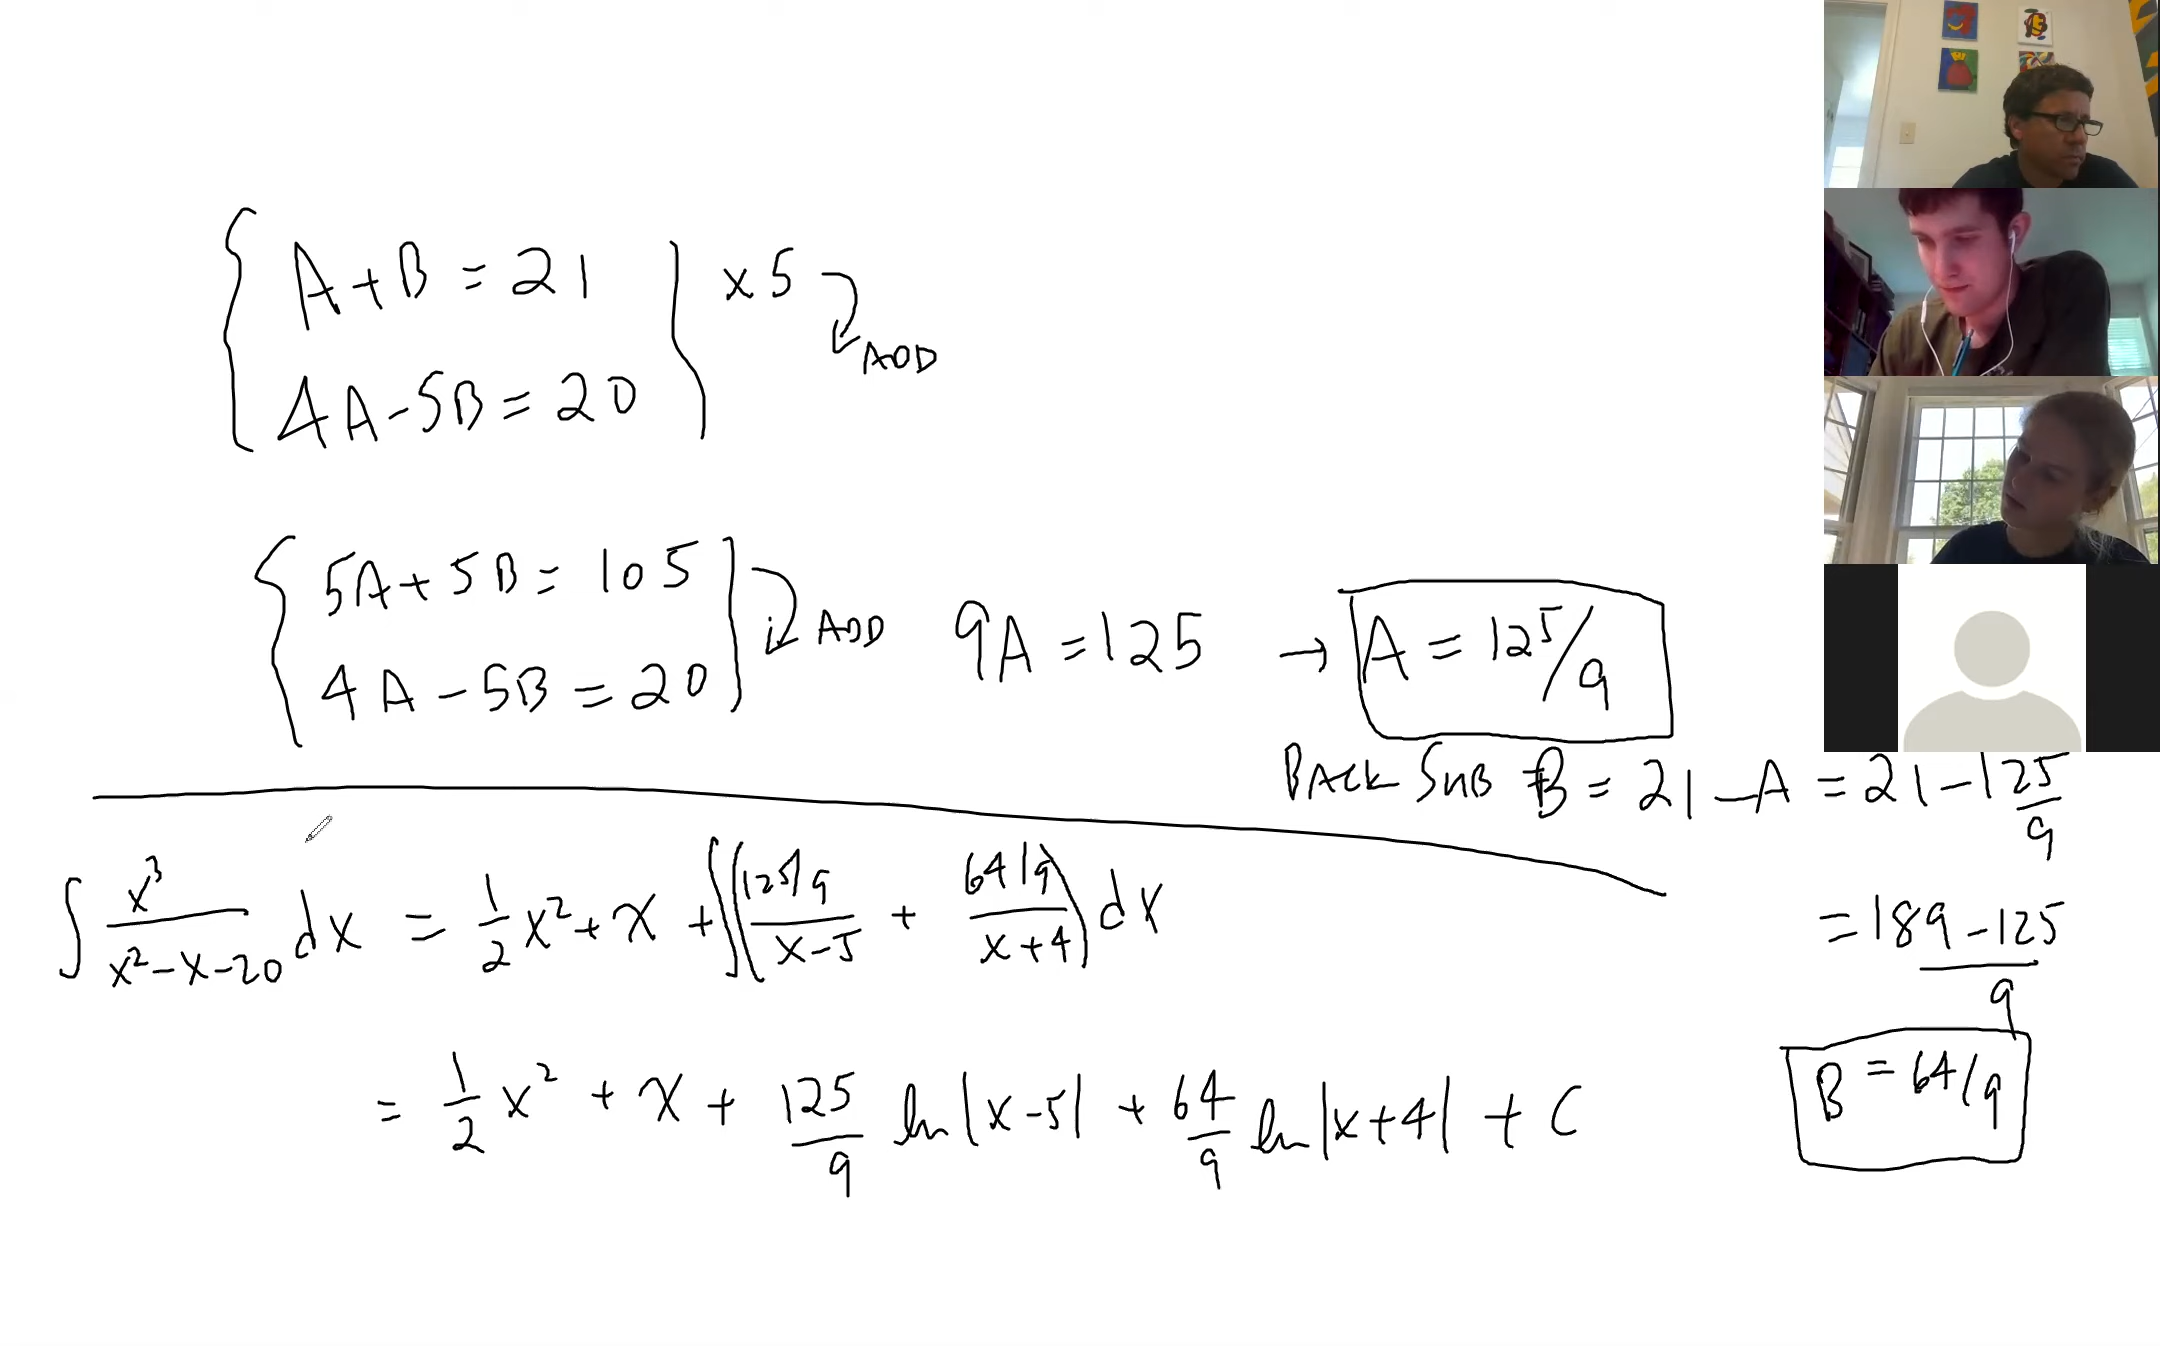 A+B = 21 ×5
ADD
4A-5B = 20
5A+5B = 105
ADD 9A = 125 → A = 125/9
4A - 5B = 20
BACK SUB B = 21 - A = 21 - 125/9
∫ x³/(x²-x-20) dx = 1/2 x² + x + ∫((125/9)/(x-5) + (64/9)/(x+4)) dx
= (189-125)/9
= 1/2 x² + x + 125/9 ln|x-5| + 64/9 ln|x+4| + C
B = 64/9